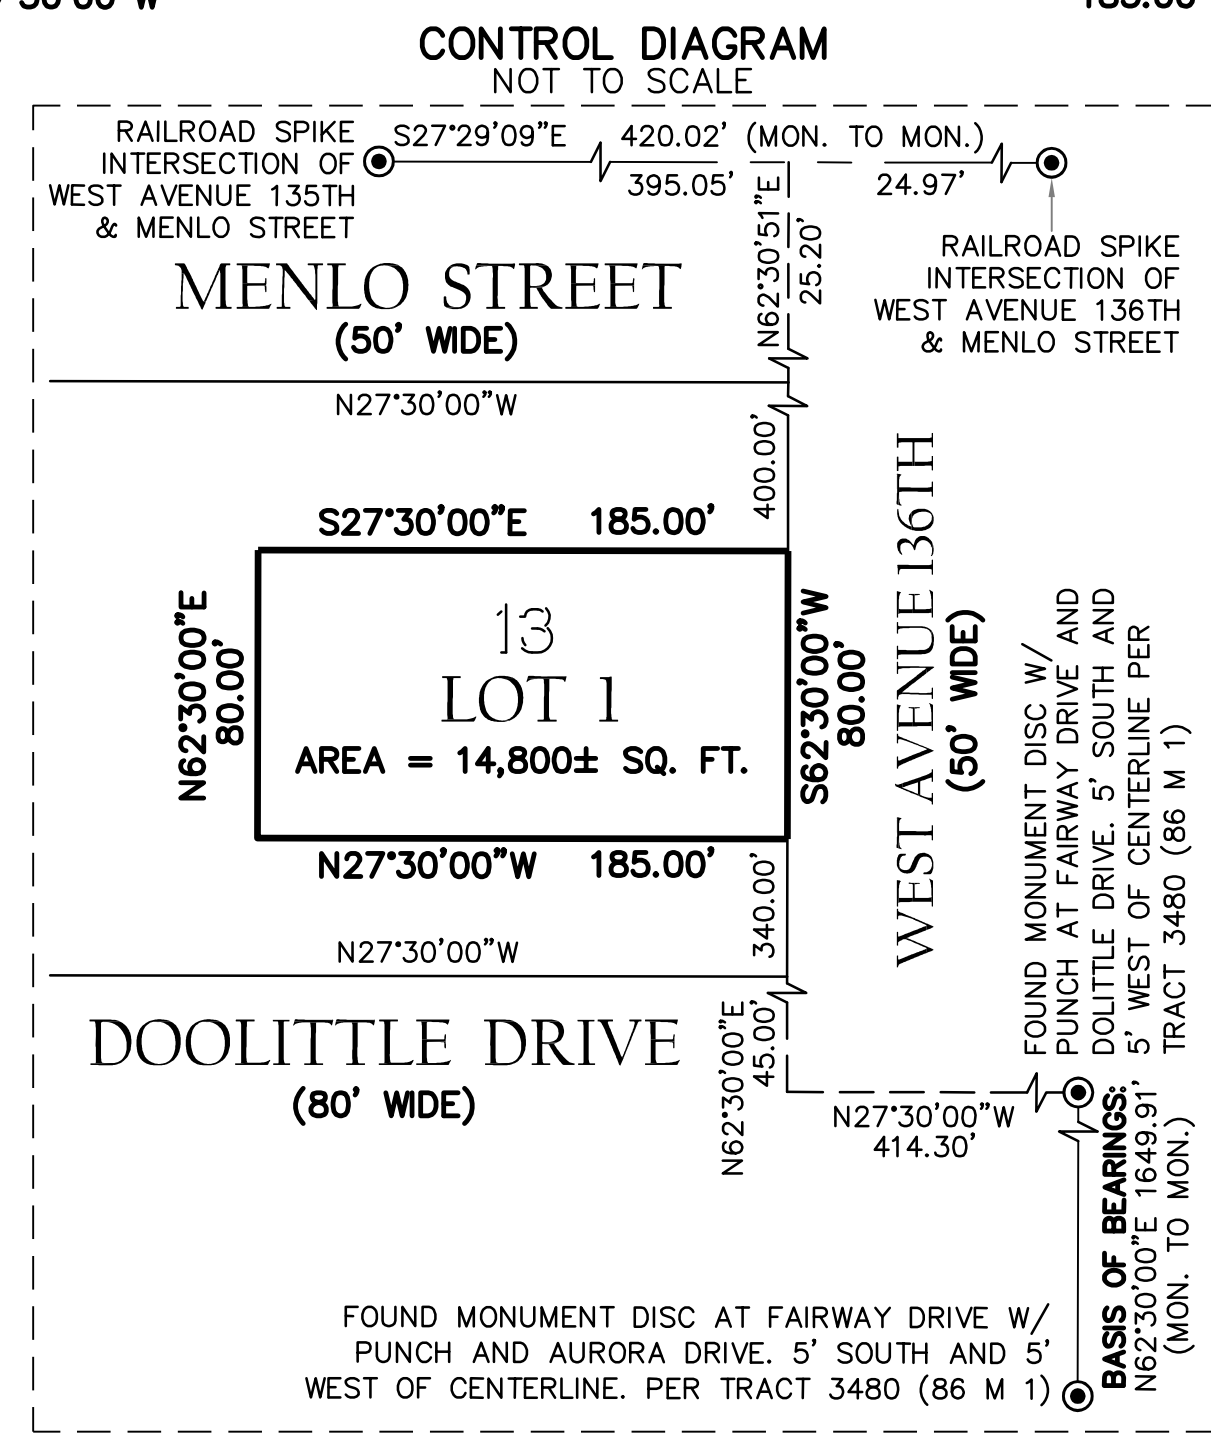 CONTROL DIAGRAM
NOT TO SCALE
RAILROAD SPIKE
INTERSECTION OF
WEST AVENUE 135TH
& MENLO STREET
S27°29'09"E
420.02' (MON. TO MON.)
395.05'
24.97'
N62°30'51"E
25.20'
RAILROAD SPIKE
INTERSECTION OF
WEST AVENUE 136TH
& MENLO STREET
MENLO STREET
(50' WIDE)
N27°30'00"W
400.00'
S27°30'00"E 185.00'
N62°30'00"E
80.00'
13
LOT 1
AREA = 14,800± SQ. FT.
S62°30'00"W
80.00'
WEST AVENUE 136TH
(50' WIDE)
N27°30'00"W 185.00'
340.00'
N27°30'00"W
DOOLITTLE DRIVE
(80' WIDE)
N62°30'00"E
45.00'
N27°30'00"W
414.30'
FOUND MONUMENT DISC W/
PUNCH AT FAIRWAY DRIVE AND
DOLITTLE DRIVE. 5' SOUTH AND
5' WEST OF CENTERLINE PER
TRACT 3480 (86 M 1)
BASIS OF BEARINGS:
N62°30'00"E 1649.91'
(MON. TO MON.)
FOUND MONUMENT DISC AT FAIRWAY DRIVE W/
PUNCH AND AURORA DRIVE. 5' SOUTH AND 5'
WEST OF CENTERLINE. PER TRACT 3480 (86 M 1)